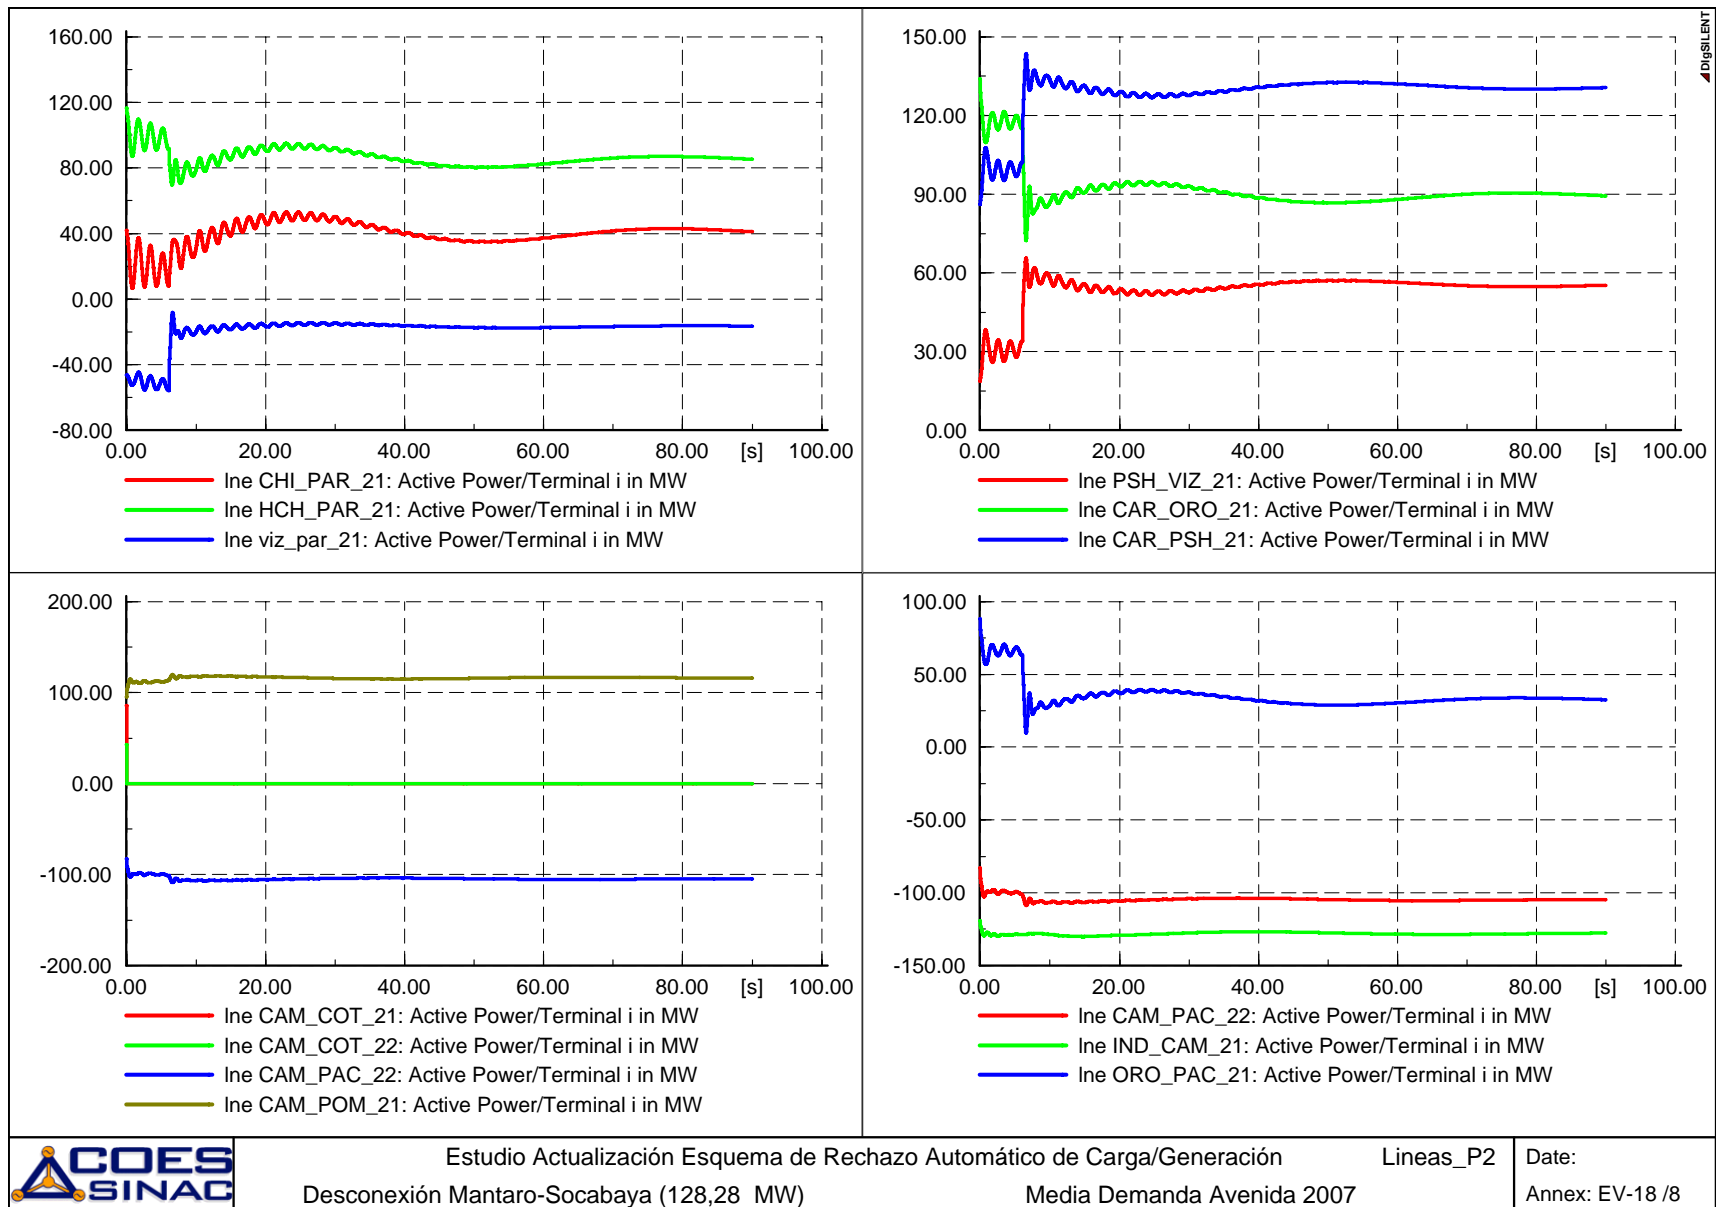 DIgSILENT
160.00
120.00
80.00
40.00
0.00
-40.00
-80.00
0.00 20.00 40.00 60.00 80.00 [s] 100.00
lne CHI_PAR_21: Active Power/Terminal i in MW
lne HCH_PAR_21: Active Power/Terminal i in MW
lne viz_par_21: Active Power/Terminal i in MW
150.00
120.00
90.00
60.00
30.00
0.00
0.00 20.00 40.00 60.00 80.00 [s] 100.00
lne PSH_VIZ_21: Active Power/Terminal i in MW
lne CAR_ORO_21: Active Power/Terminal i in MW
lne CAR_PSH_21: Active Power/Terminal i in MW
200.00
100.00
0.00
-100.00
-200.00
0.00 20.00 40.00 60.00 80.00 [s] 100.00
lne CAM_COT_21: Active Power/Terminal i in MW
lne CAM_COT_22: Active Power/Terminal i in MW
lne CAM_PAC_22: Active Power/Terminal i in MW
lne CAM_POM_21: Active Power/Terminal i in MW
100.00
50.00
0.00
-50.00
-100.00
-150.00
0.00 20.00 40.00 60.00 80.00 [s] 100.00
lne CAM_PAC_22: Active Power/Terminal i in MW
lne IND_CAM_21: Active Power/Terminal i in MW
lne ORO_PAC_21: Active Power/Terminal i in MW
COES
SINAC
Estudio Actualización Esquema de Rechazo Automático de Carga/Generación Lineas_P2
Desconexión Mantaro-Socabaya (128,28 MW) Media Demanda Avenida 2007
Date:
Annex: EV-18 /8